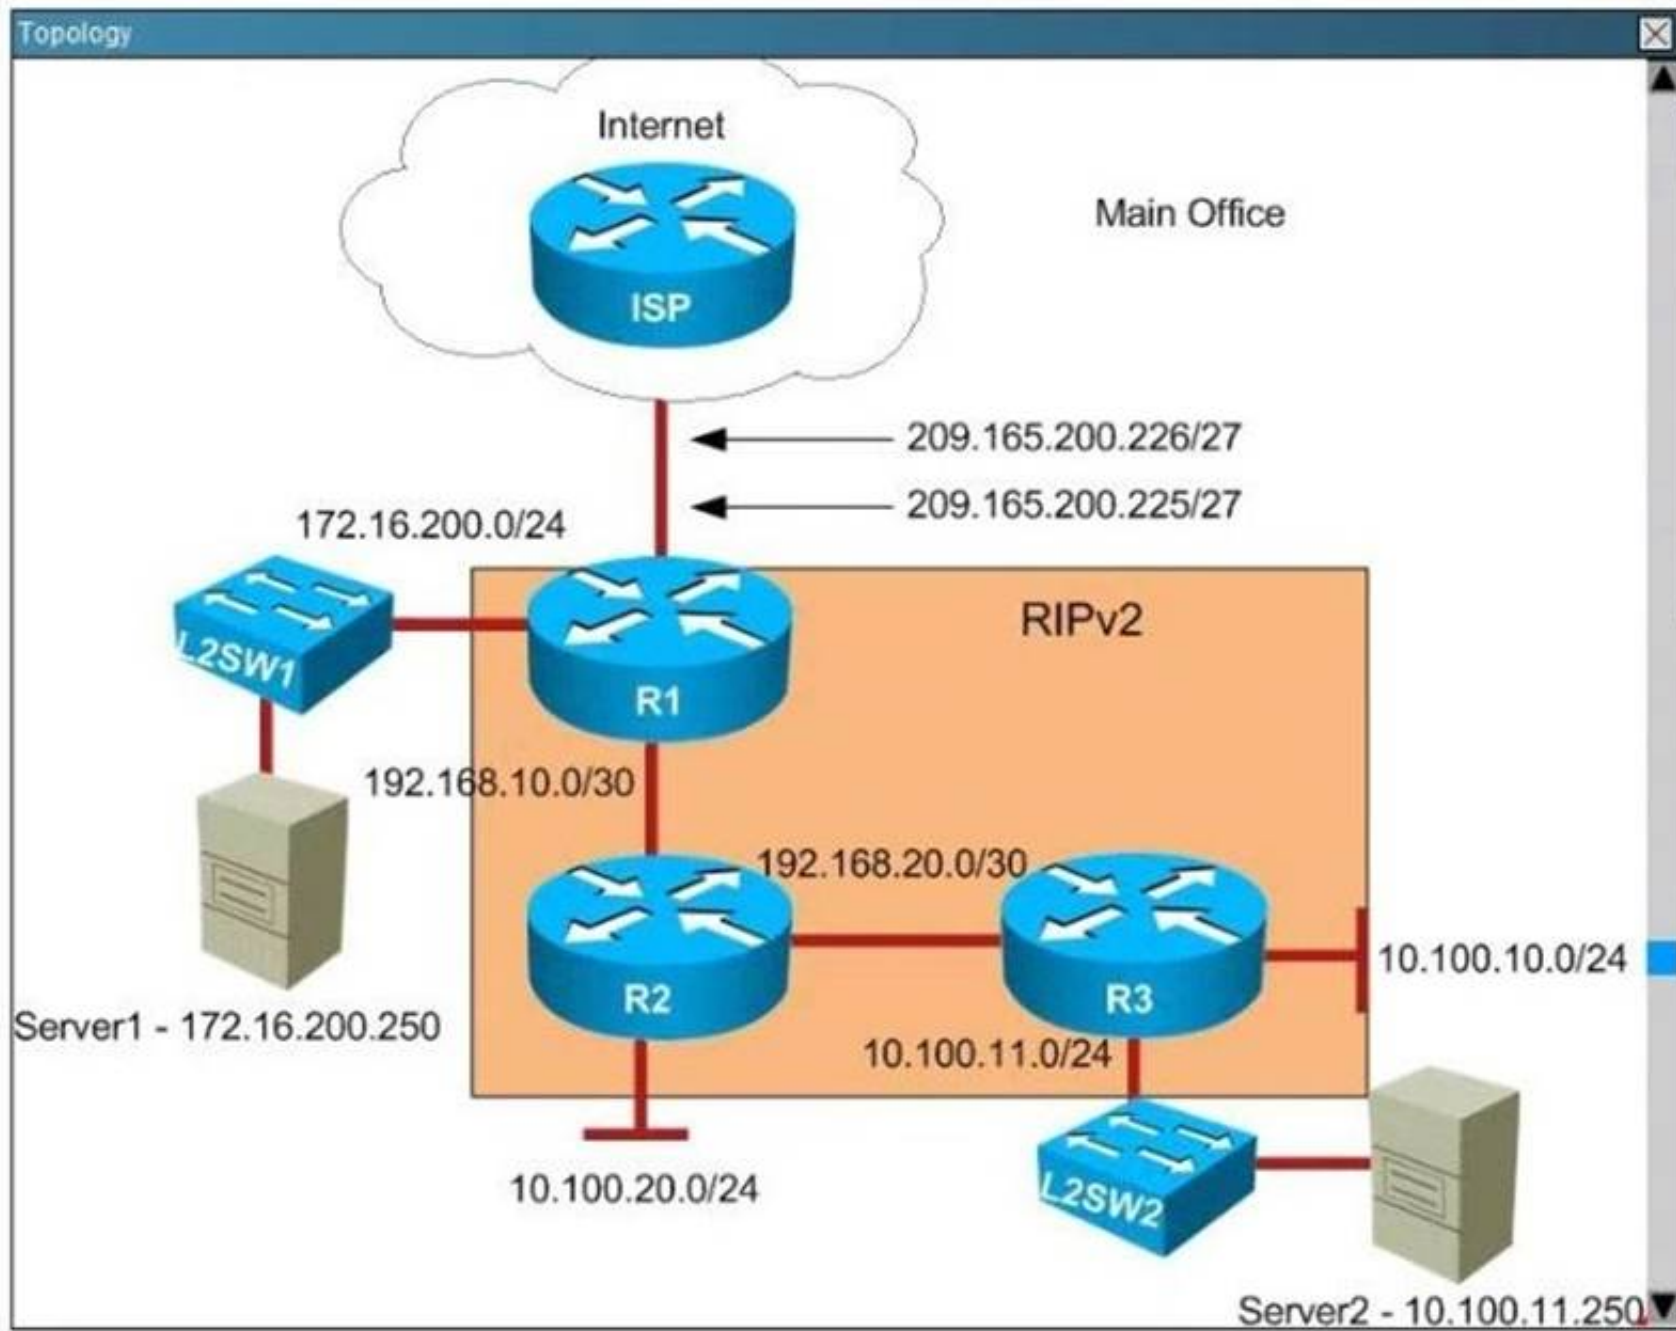 Topology
Internet
Main Office
ISP
209.165.200.226/27
209.165.200.225/27
172.16.200.0/24
RIPv2
L2SW1
R1
192.168.10.0/30
192.168.20.0/30
10.100.10.0/24
R2
R3
Server1 - 172.16.200.250
10.100.11.0/24
10.100.20.0/24
L2SW2
Server2 - 10.100.11.250